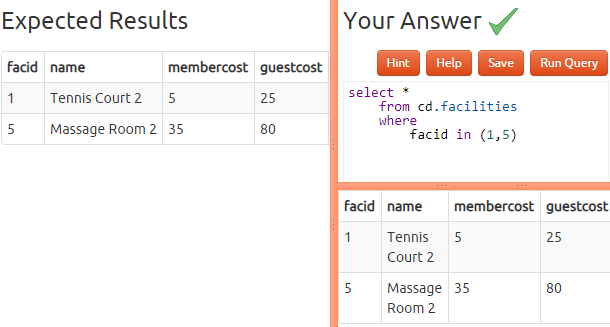 Expected Results
facid name membercost guestcost
1 Tennis Court 2 5 25
5 Massage Room 2 35 80
Your Answer
Hint Help Save Run Query
select *
from cd.facilities
where
facid in (1,5)
facid name membercost guestcost
1 Tennis 5 25
Court 2
5 Massage 35 80
Room 2